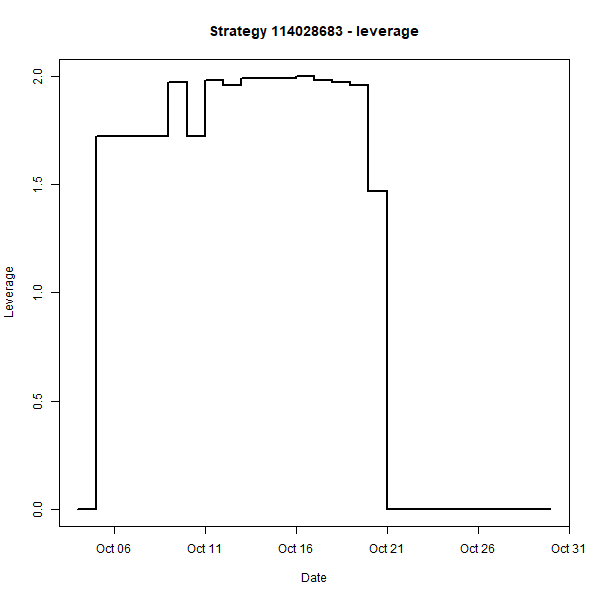 Strategy 114028683 - leverage
2.0
1.5
1.0
0.5
0.0
Leverage
Oct 06 Oct 11 Oct 16 Oct 21 Oct 26 Oct 31
Date